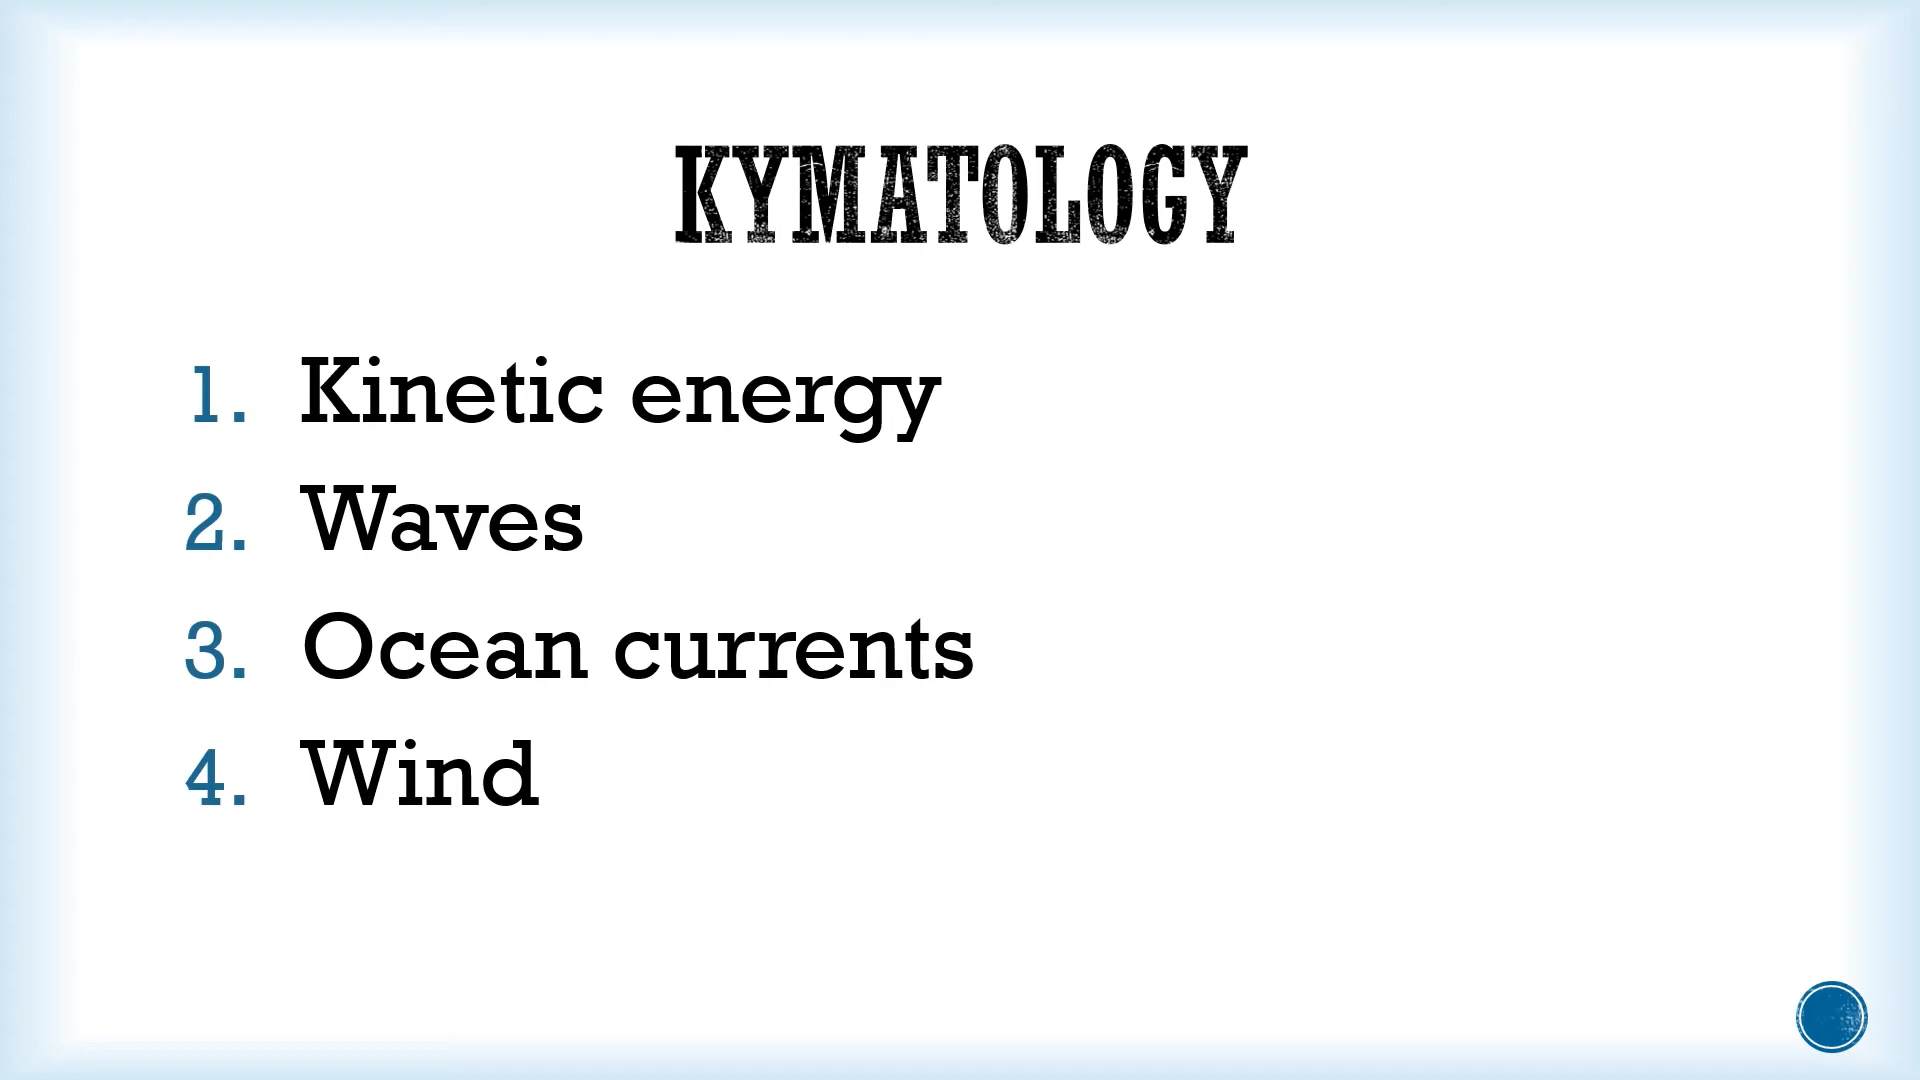 KYMATOLOGY
1. Kinetic energy
2. Waves
3. Ocean currents
4. Wind